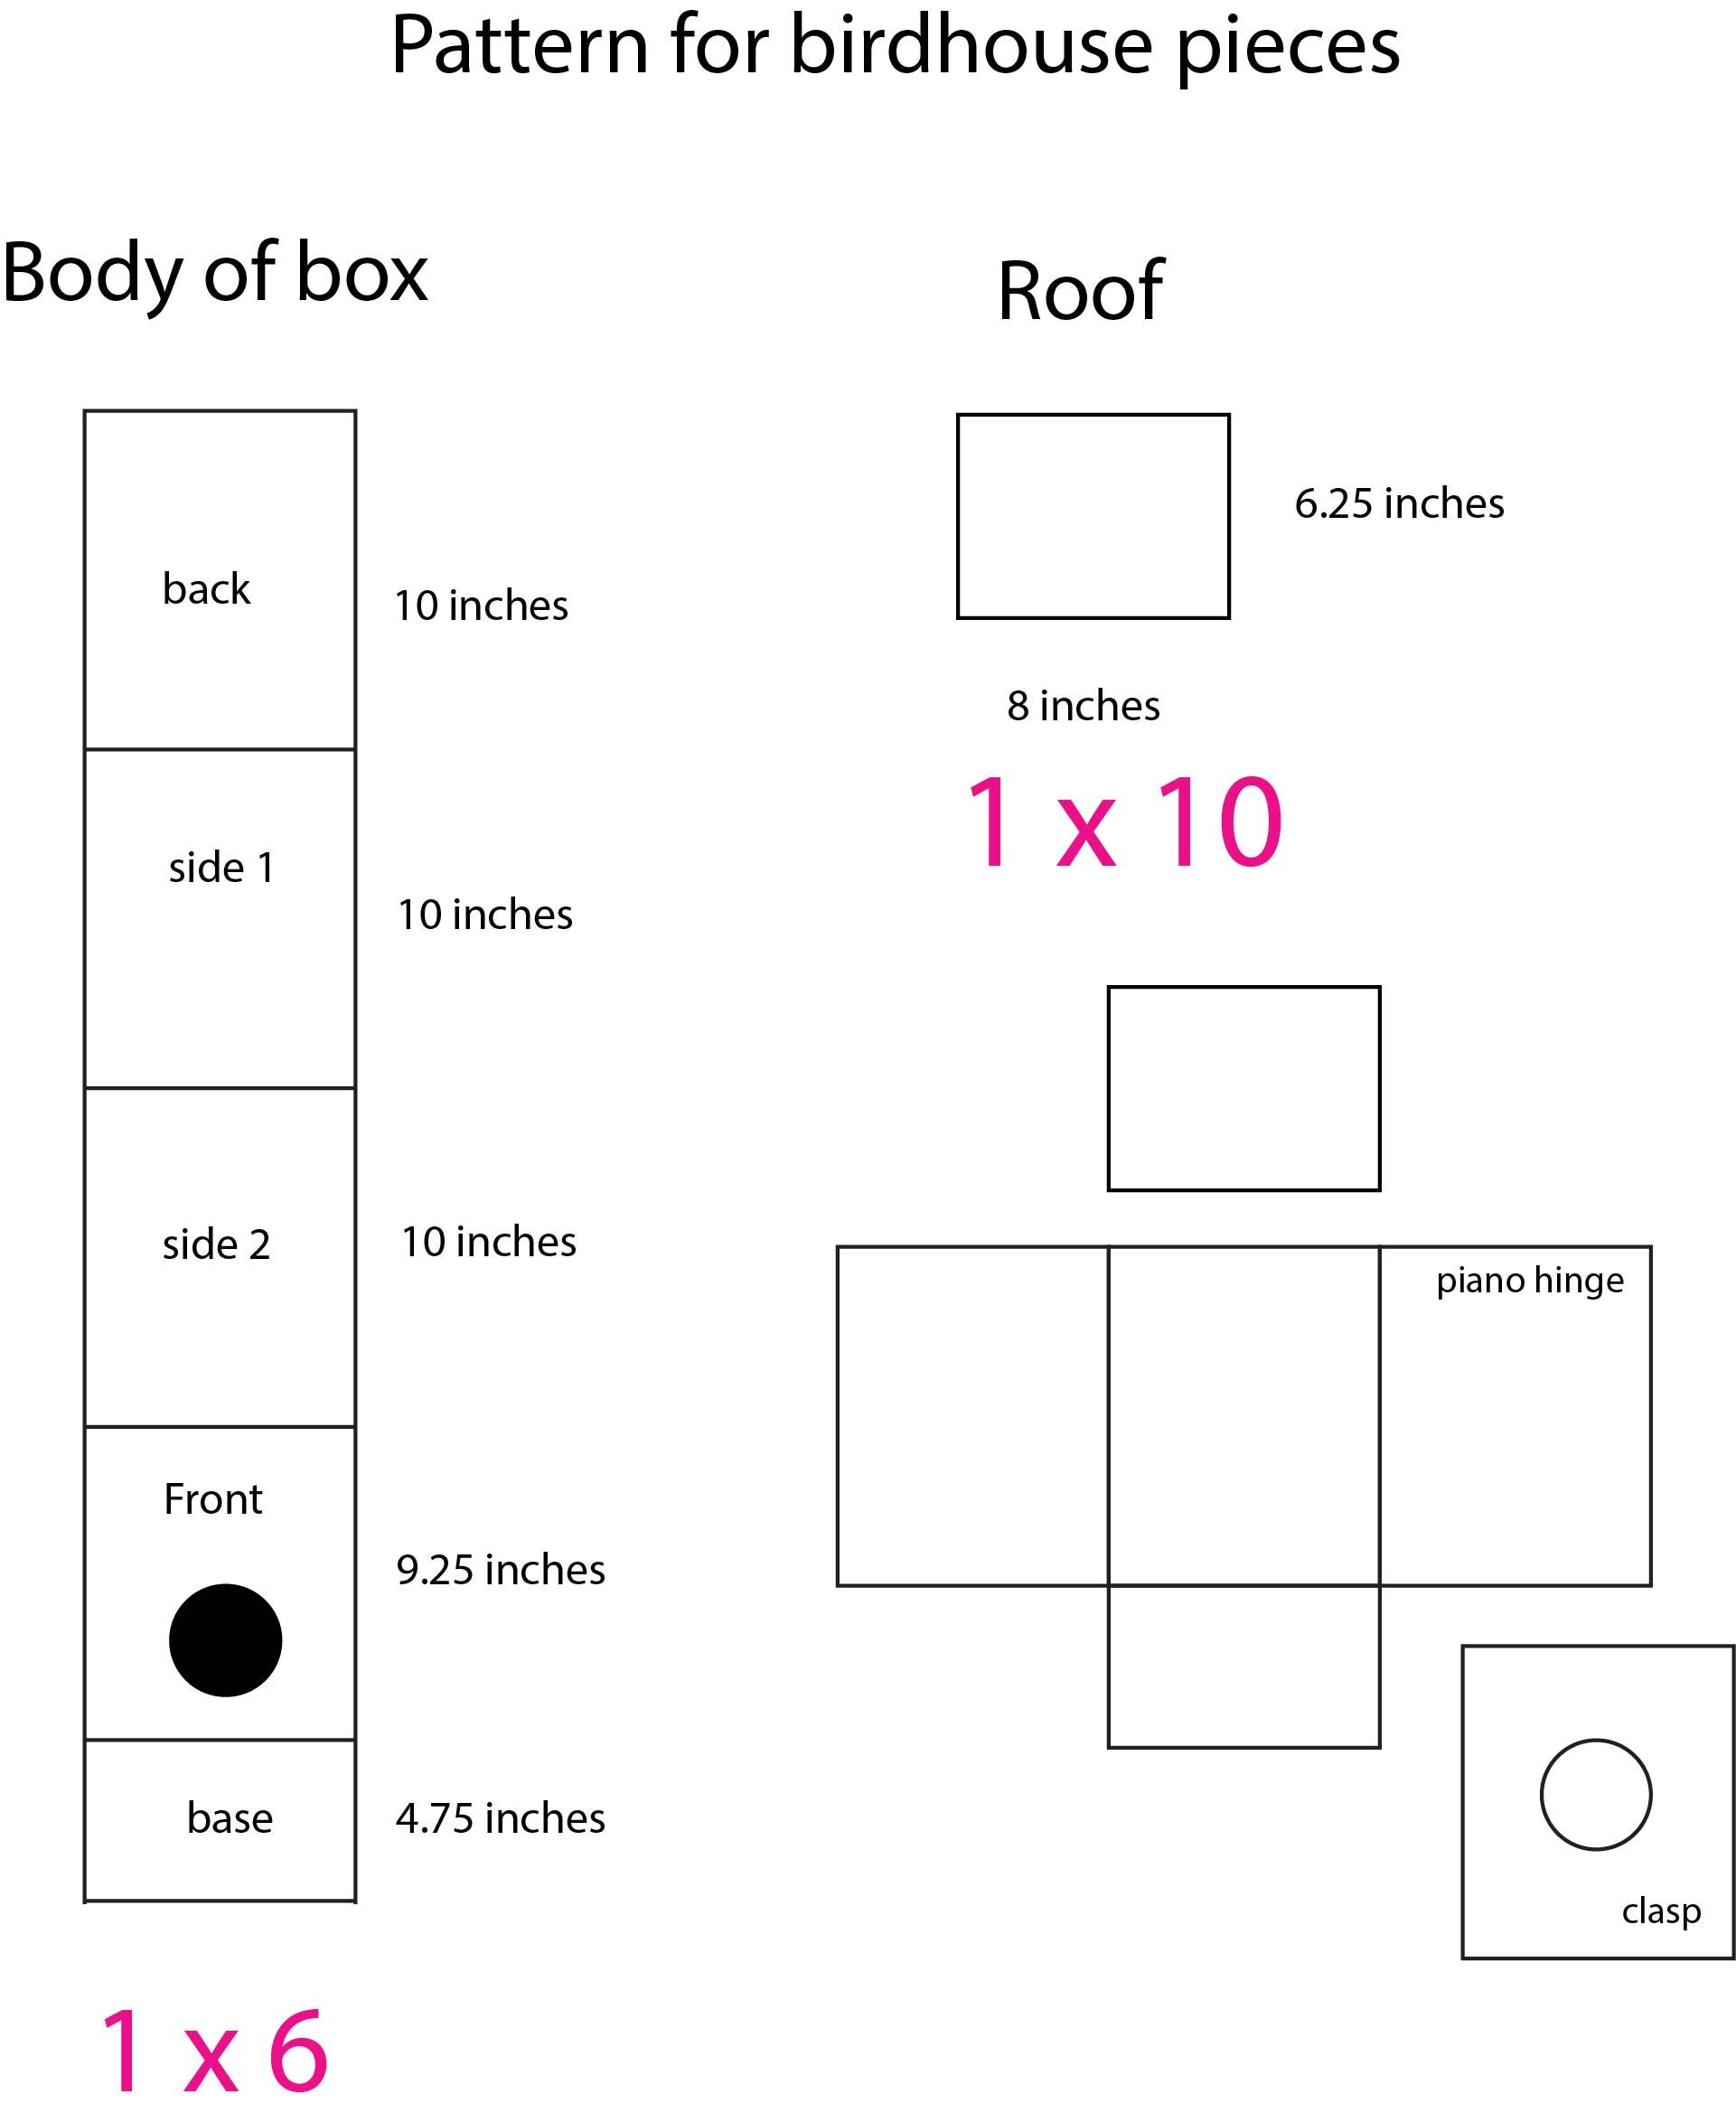 Pattern for birdhouse pieces
Body of box
back
10 inches
side 1
10 inches
side 2
10 inches
Front
9.25 inches
base
4.75 inches
1 x 6
Roof
6.25 inches
8 inches
1 x 10
piano hinge
clasp